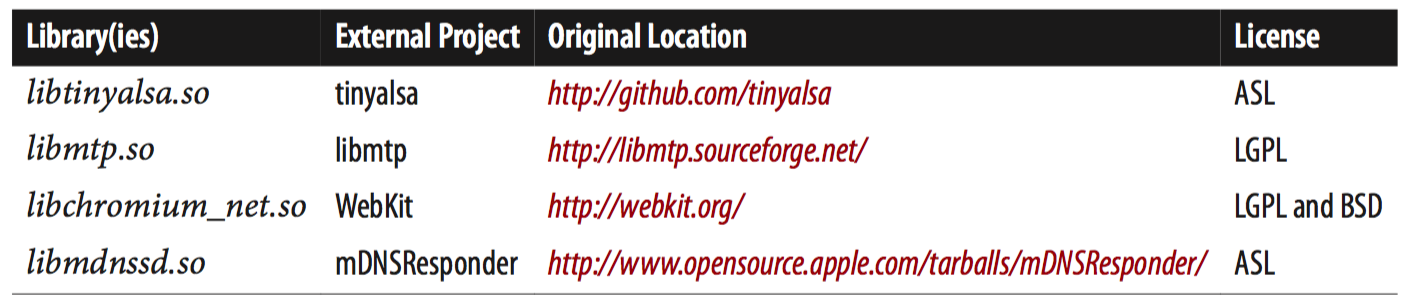 Library(ies) External Project Original Location License
libtinyalsa.so tinyalsa http://github.com/tinyalsa ASL
libmtp.so libmtp http://libmtp.sourceforge.net/ LGPL
libchromium_net.so WebKit http://webkit.org/ LGPL and BSD
libmdnssd.so mDNSResponder http://www.opensource.apple.com/tarballs/mDNSResponder/ ASL